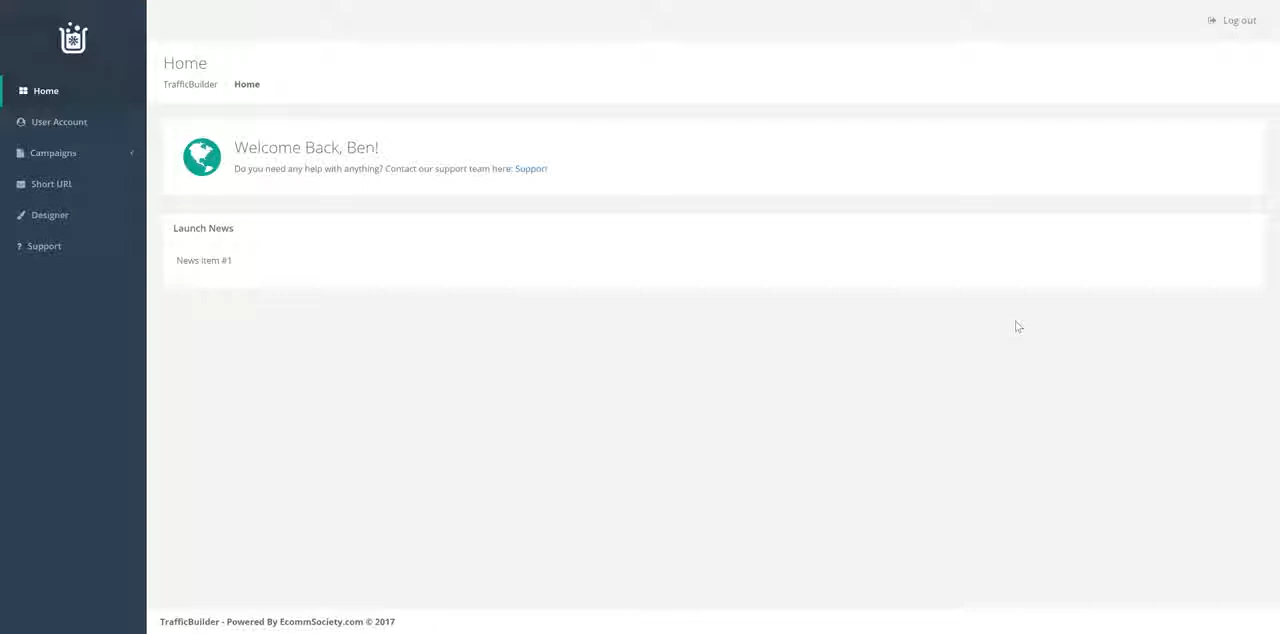 Log out
Home
TrafficBuilder
Home
Home
User Account
Campaigns
Short URL
Designer
? Support
Welcome Back, Ben!
Do you need any help with anything? Contact our support team here: Support
Launch News
News item #1
TrafficBuilder - Powered By EcommSociety.com © 2017